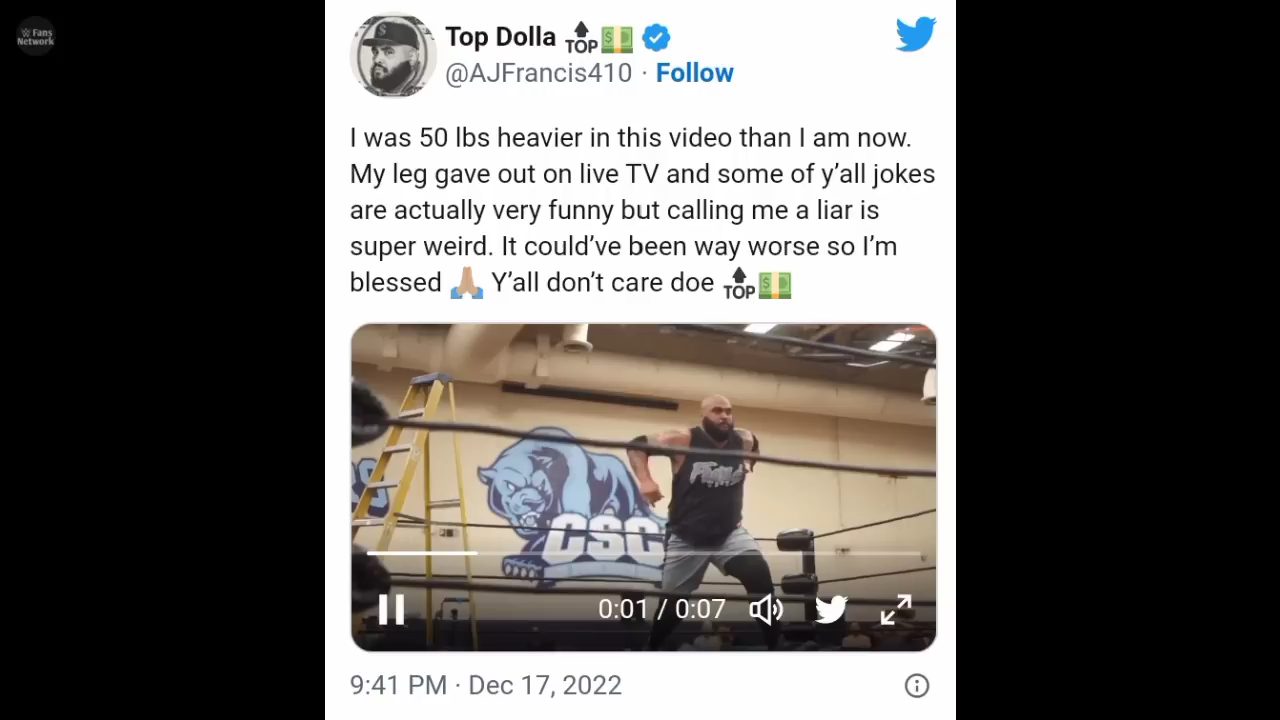 Fans
Network
Top Dolla 🔝💵
@AJFrancis410 · Follow
I was 50 lbs heavier in this video than I am now.
My leg gave out on live TV and some of y’all jokes
are actually very funny but calling me a liar is
super weird. It could’ve been way worse so I’m
blessed 🙏🏽 Y’all don’t care doe 🔝💵
CSC
0:01 / 0:07
9:41 PM · Dec 17, 2022